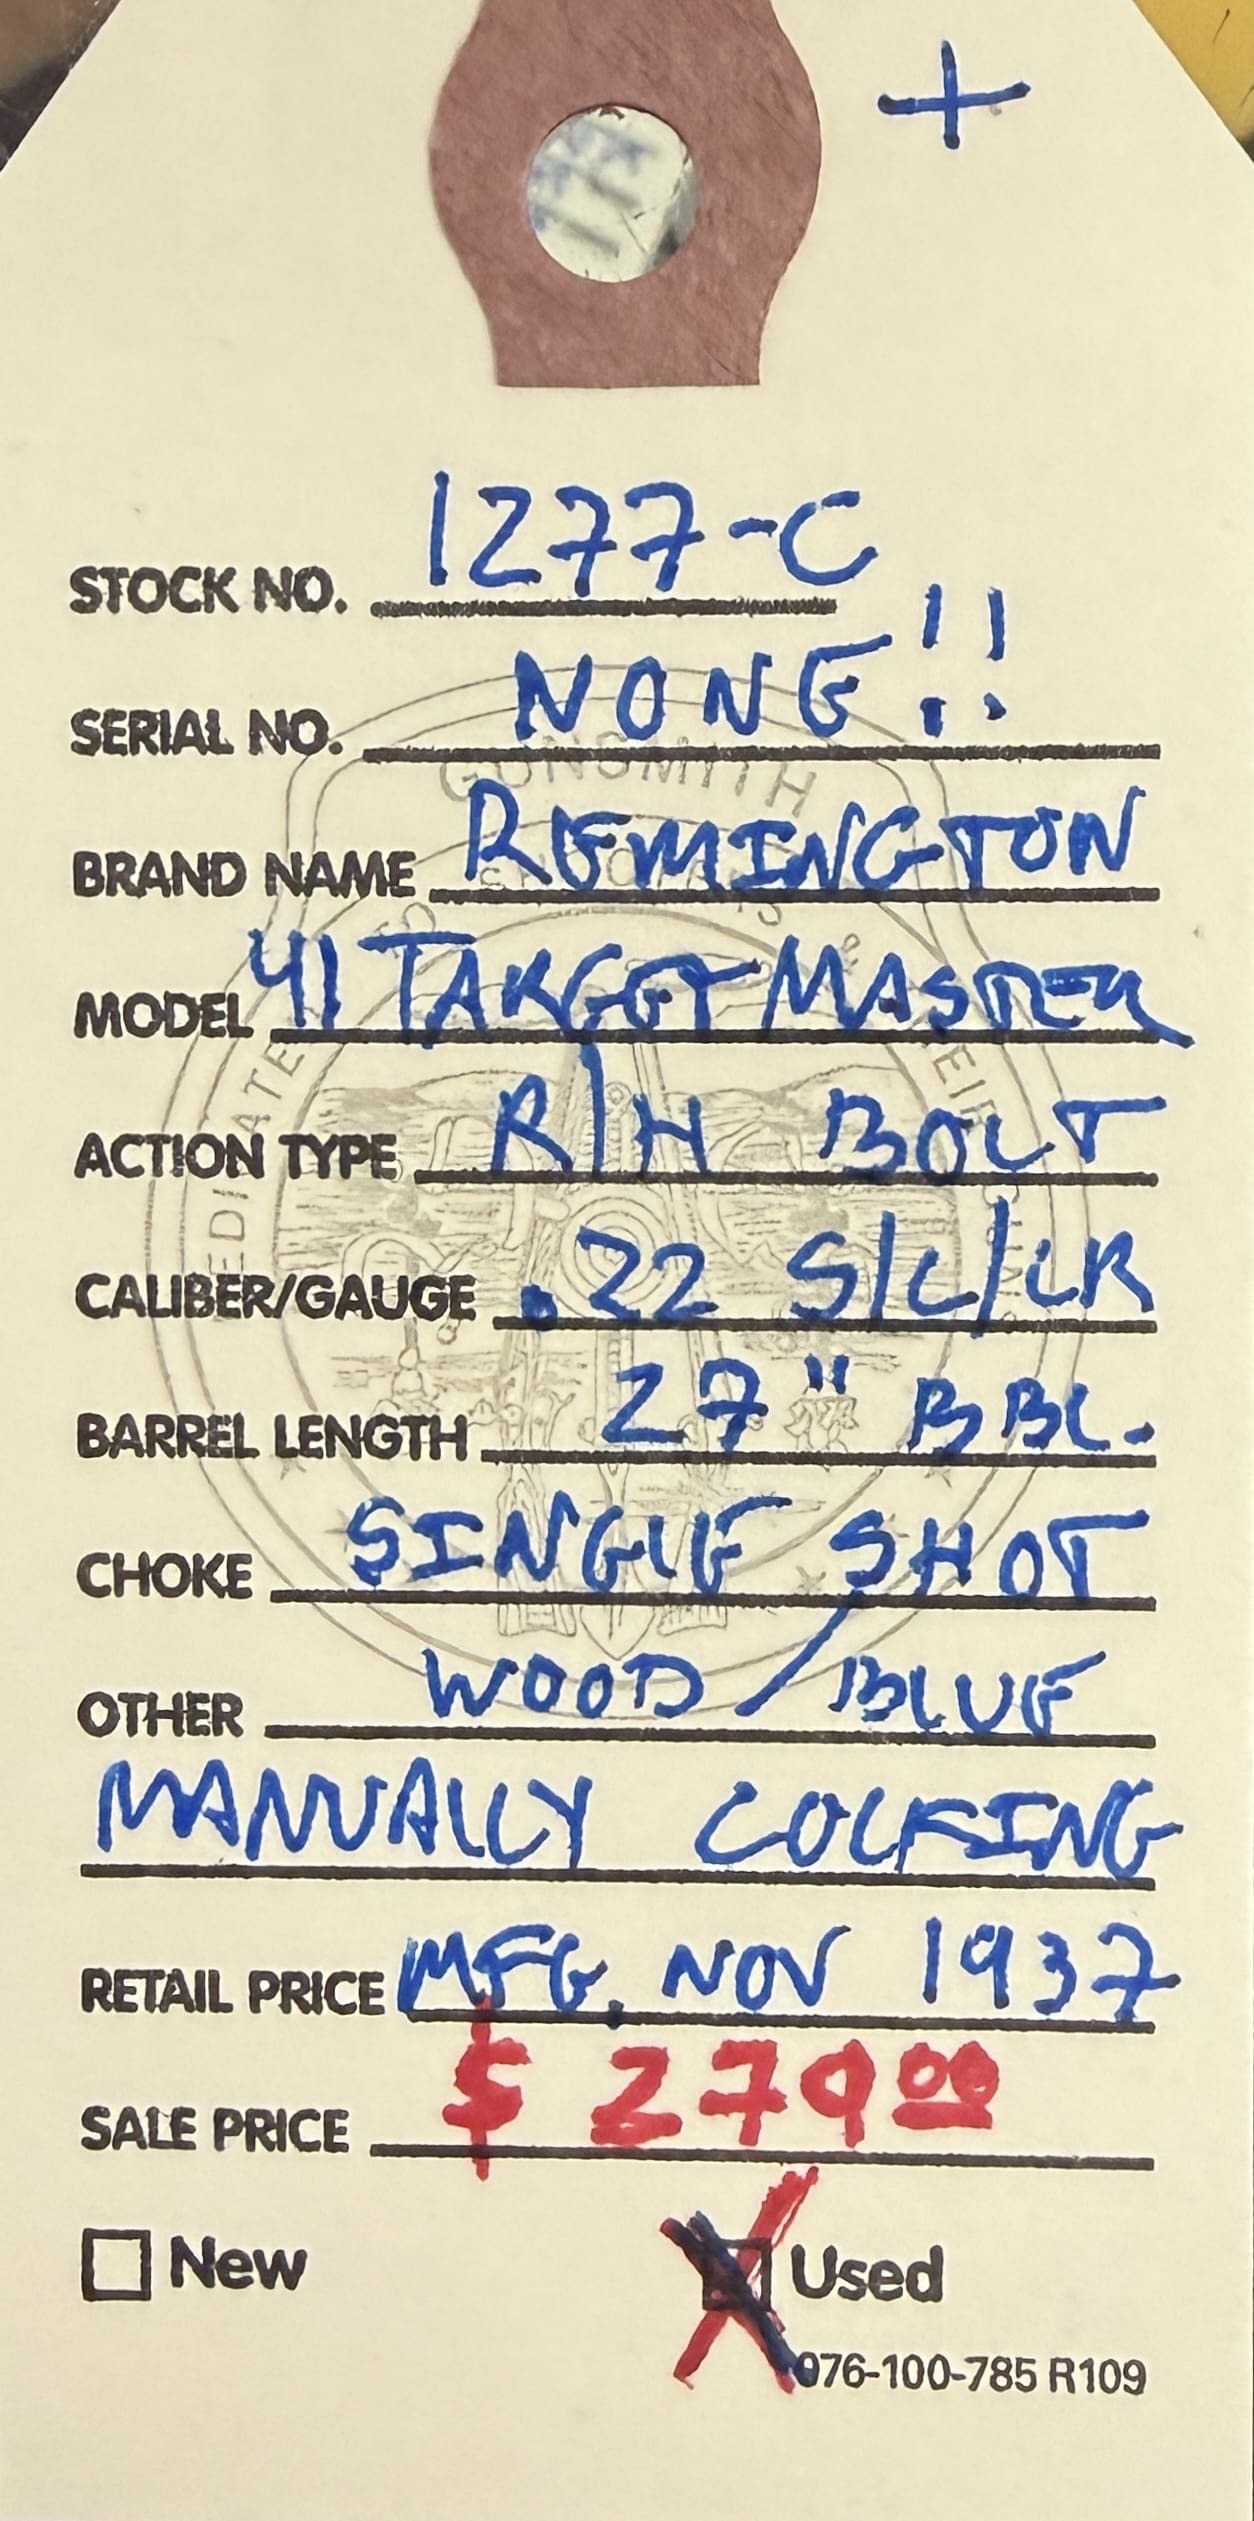 +
STOCK NO. 1277-C
SERIAL NO. NONE!!
BRAND NAME REMINGTON
MODEL 41 TARGET MASTER
ACTION TYPE R/H BOLT
CALIBER/GAUGE .22 S/L/LR
BARREL LENGTH 27" BBL.
CHOKE SINGLE SHOT
OTHER WOOD/BLUE
MANUALLY COCKING
RETAIL PRICE MFG. NOV 1937
SALE PRICE $279.00
New X Used
976-100-785 R109
GUNSMITH